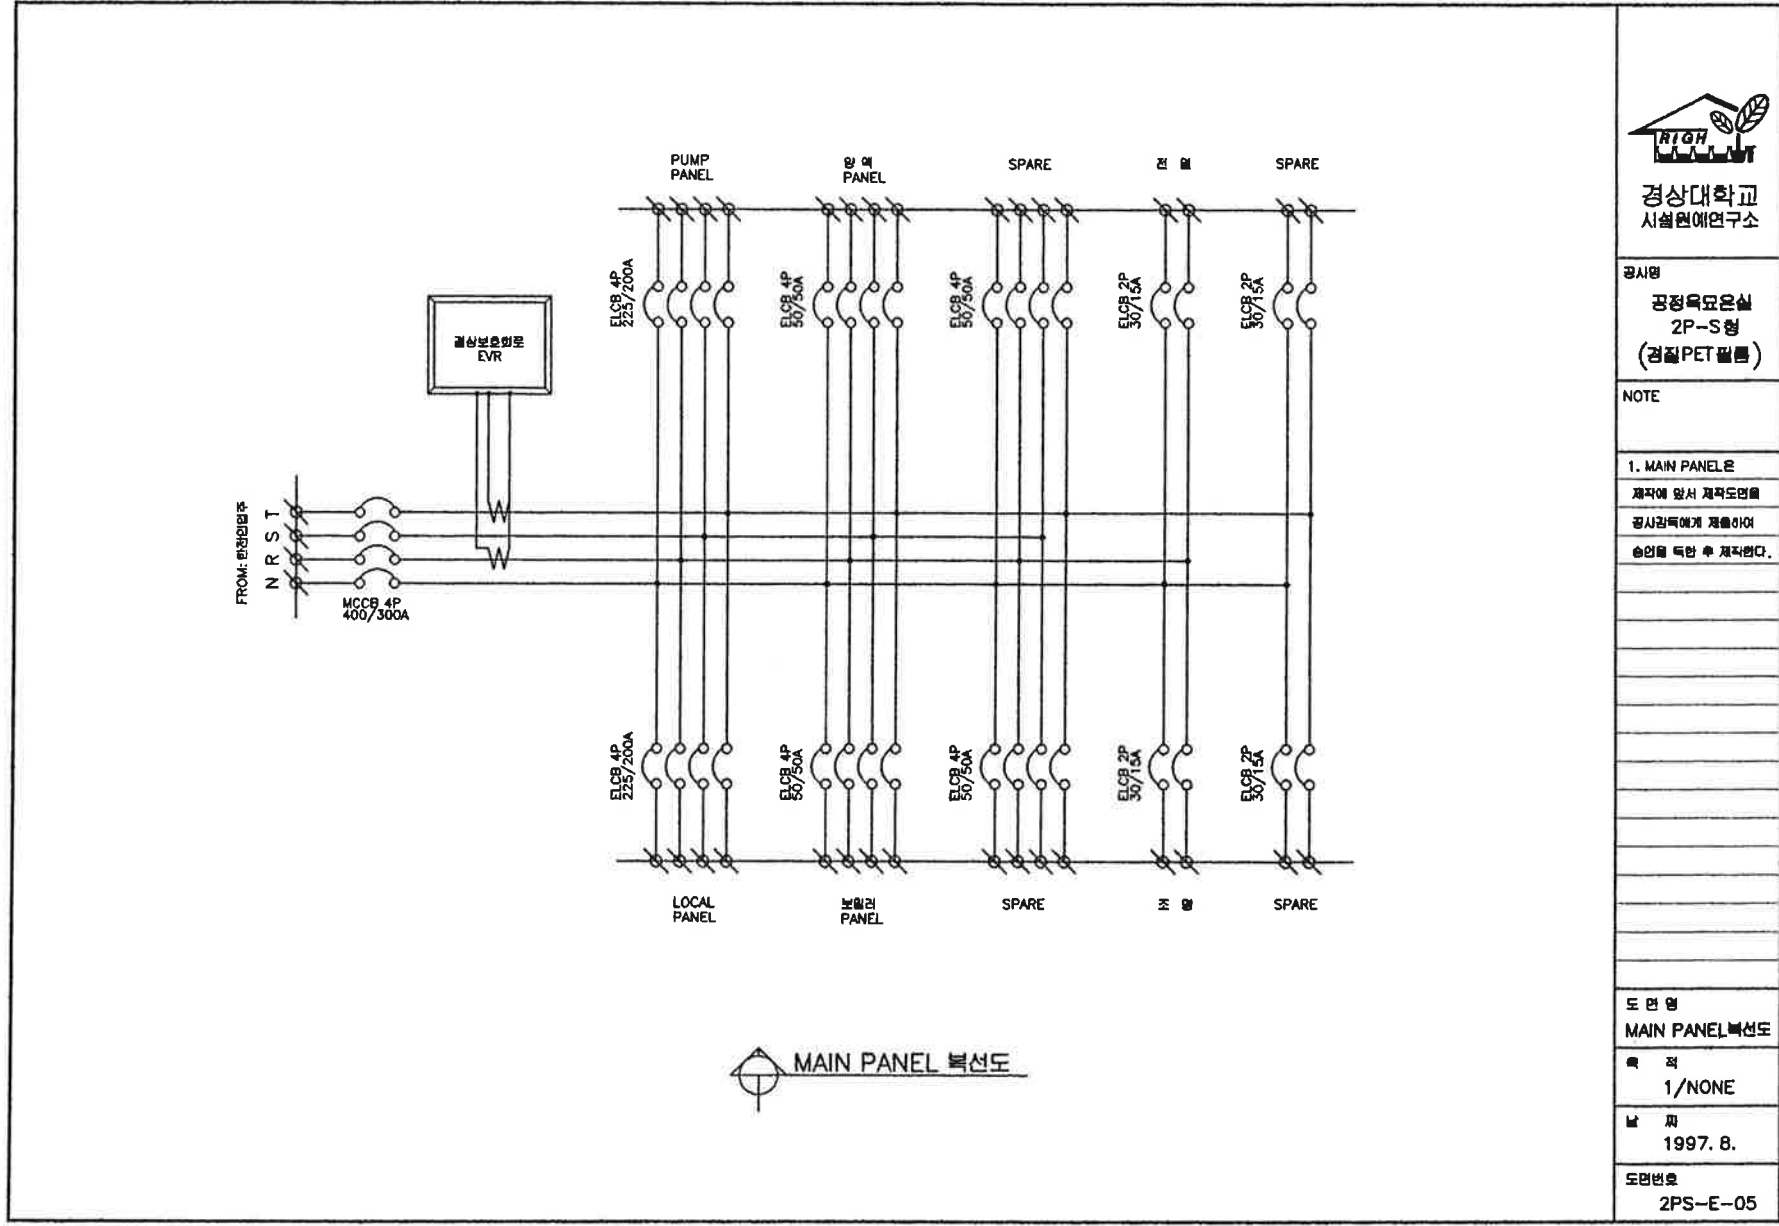 PUMP
PANEL
양 액
PANEL
SPARE
전 열
SPARE
ELCB 4P
225/200A
ELCB 4P
50/50A
ELCB 4P
50/50A
ELCB 2P
30/15A
ELCB 2P
30/15A
결상보호회로
EVR
FROM: 한전인입주
T
S
R
N
MCCB 4P
400/300A
ELCB 4P
225/200A
ELCB 4P
50/50A
ELCB 4P
50/50A
ELCB 2P
30/15A
ELCB 2P
30/15A
LOCAL
PANEL
보일러
PANEL
SPARE
조 명
SPARE
MAIN PANEL 복선도
RIGH
경상대학교
시설원예연구소
공사명
공정육묘온실
2P-S형
(경질PET필름)
NOTE
1. MAIN PANEL은
제작에 앞서 제작도면을
공사감독에게 제출하여
승인을 득한 후 제작한다.
도 면 명
MAIN PANEL복선도
축 적
1/NONE
날 짜
1997. 8.
도면번호
2PS-E-05